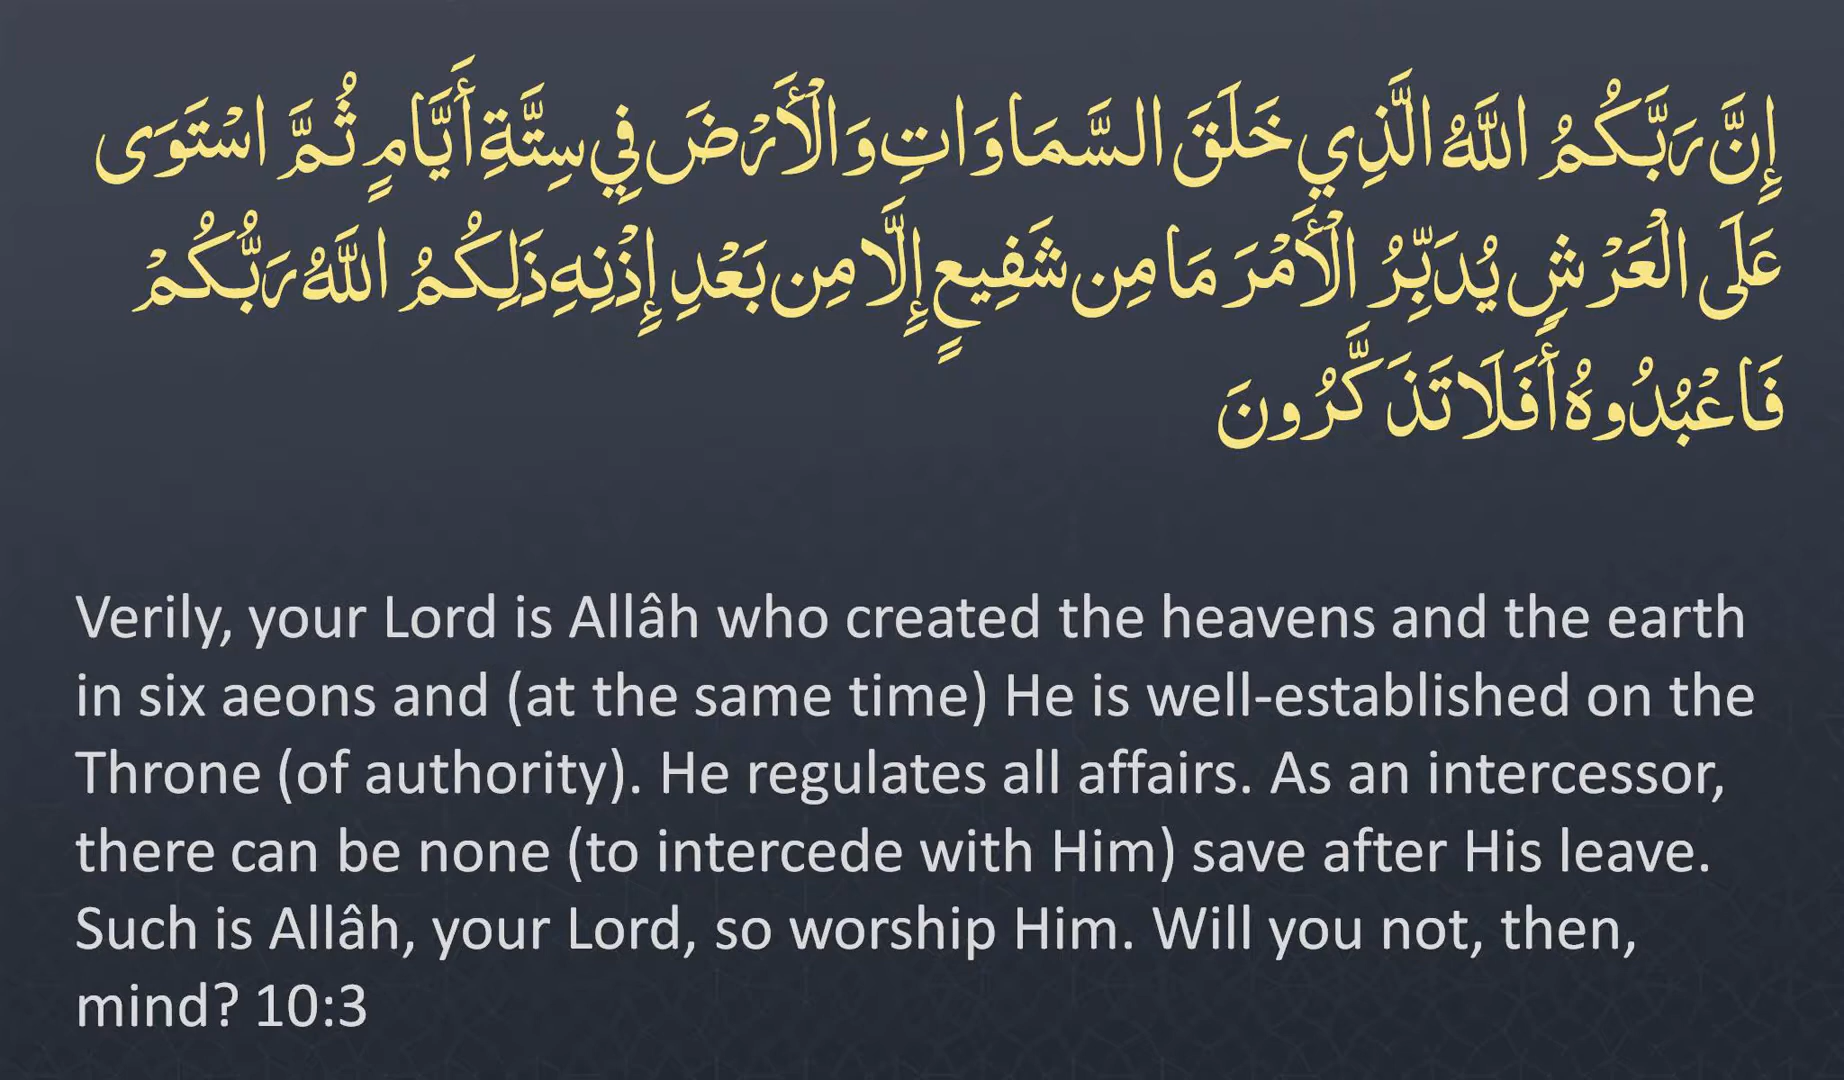 إِنَّ رَبَّكُمُ اللَّهُ الَّذِي خَلَقَ السَّمَاوَاتِ وَالْأَرْضَ فِي سِتَّةِ أَيَّامٍ ثُمَّ اسْتَوَى
عَلَى الْعَرْشِ يُدَبِّرُ الْأَمْرَ مَا مِن شَفِيعٍ إِلَّا مِن بَعْدِ إِذْنِهِ ذَلِكُمُ اللَّهُ رَبُّكُمْ
فَاعْبُدُوهُ أَفَلَا تَذَكَّرُونَ
Verily, your Lord is Allâh who created the heavens and the earth
in six aeons and (at the same time) He is well-established on the
Throne (of authority). He regulates all affairs. As an intercessor,
there can be none (to intercede with Him) save after His leave.
Such is Allâh, your Lord, so worship Him. Will you not, then,
mind? 10:3